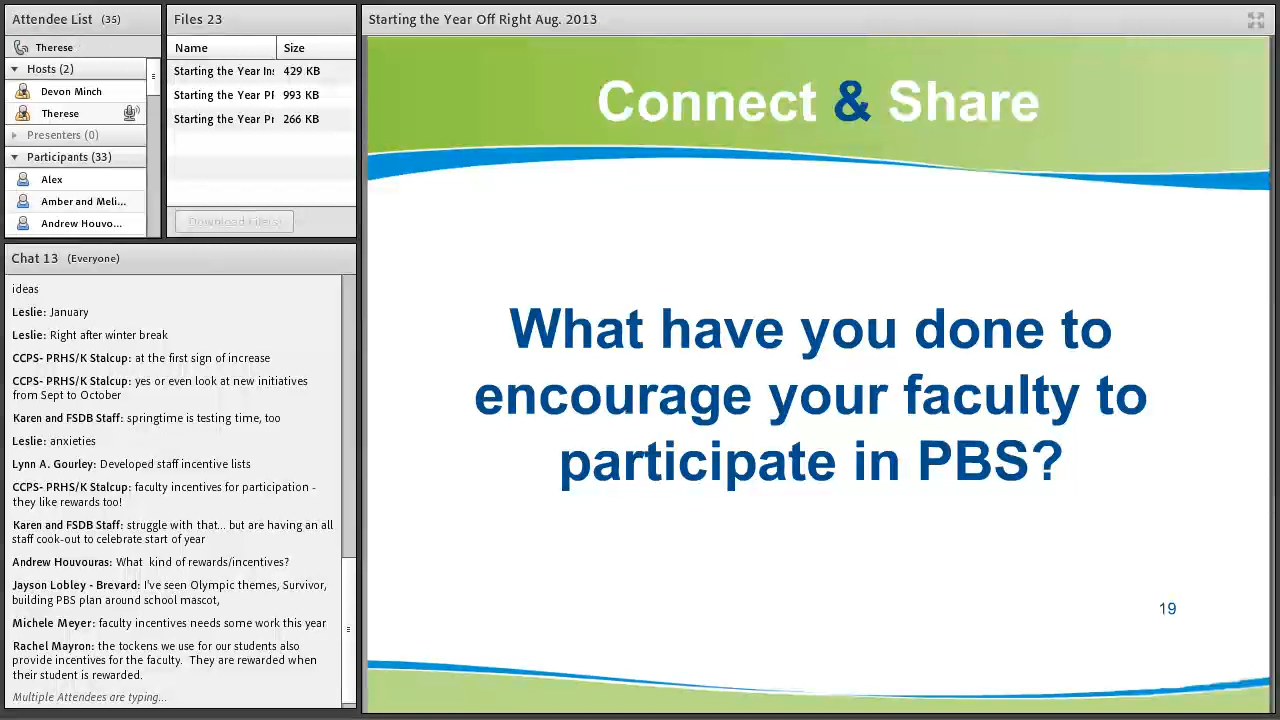 Attendee List (35)
Therese
Hosts (2)
Devon Minch
Therese
Presenters (0)
Participants (33)
Alex
Amber and Meli...
Andrew Houvo...
Files 23
Name Size
Starting the Year Ins 429 KB
Starting the Year PF 993 KB
Starting the Year Pr 266 KB
Download File(s)
Chat 13 (Everyone)
ideas
Leslie: January
Leslie: Right after winter break
CCPS- PRHS/K Stalcup: at the first sign of increase
CCPS- PRHS/K Stalcup: yes or even look at new initiatives
from Sept to October
Karen and FSDB Staff: springtime is testing time, too
Leslie: anxieties
Lynn A. Gourley: Developed staff incentive lists
CCPS- PRHS/K Stalcup: faculty incentives for participation -
they like rewards too!
Karen and FSDB Staff: struggle with that... but are having an all
staff cook-out to celebrate start of year
Andrew Houvouras: What kind of rewards/incentives?
Jayson Lobley - Brevard: I've seen Olympic themes, Survivor,
building PBS plan around school mascot,
Michele Meyer: faculty incentives needs some work this year
Rachel Mayron: the tockens we use for our students also
provide incentives for the faculty. They are rewarded when
their student is rewarded.
Multiple Attendees are typing...
Starting the Year Off Right Aug. 2013
Connect & Share
What have you done to
encourage your faculty to
participate in PBS?
19